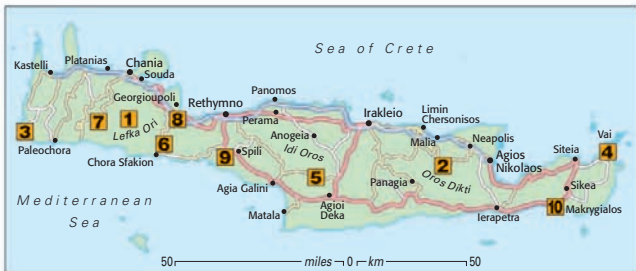 Sea of Crete
Kastelli
Platanias
Chania
Souda
Georgioupoli
Rethymno
Panomos
Perama
Irakleio
Limin
Chersonisos
Malia
Neapolis
Agios
Nikolaos
Siteia
Vai
4
3
7
1
Lefka Ori
8
6
Paleochora
Chora Sfakion
9
Spili
Anogeia
Idi Oros
5
2
Oros Dikti
Panagia
Sikea
10
Makrygialos
Agia Galini
Matala
Agioi
Deka
Ierapetra
Mediterranean
Sea
50 miles 0 km 50